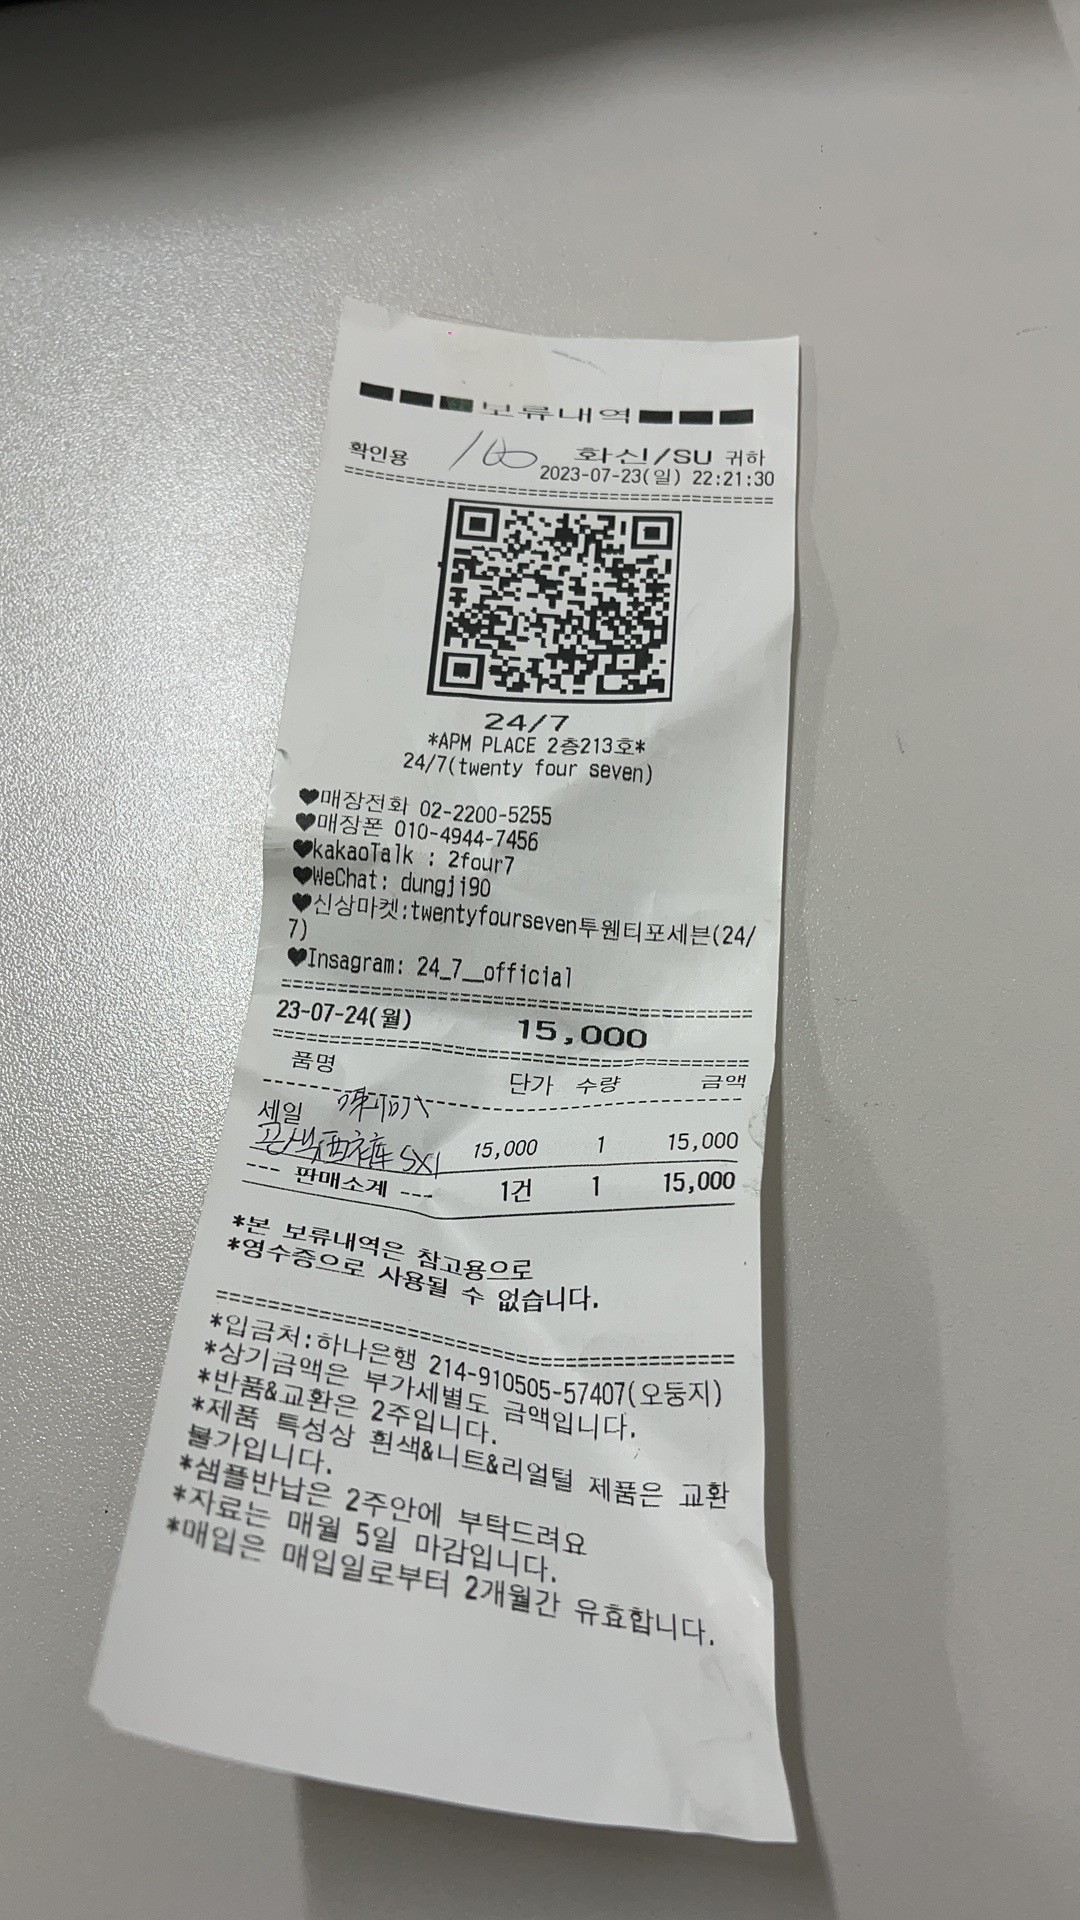 ■■■보류내역■■■
확인용 화신/SU 귀하
2023-07-23(일) 22:21:30
24/7
*APM PLACE 2층213호*
24/7(twenty four seven)
♥매장전화 02-2200-5255
♥매장폰 010-4944-7456
♥kakaoTalk : 2four7
♥WeChat: dungji90
♥신상마켓:twentyfourseven투웬티포세븐(24/
7)
♥Insagram: 24_7__official
23-07-24(월) 15,000
품명 단가 수량 금액
세일
西衣库 SX1 15,000 1 15,000
--- 판매소계 --- 1건 1 15,000
*본 보류내역은 참고용으로
*영수증으로 사용될 수 없습니다.
*입금처:하나은행 214-910505-57407(오둥지)
*상기금액은 부가세별도 금액입니다.
*반품&교환은 2주입니다.
*제품 특성상 흰색&니트&리얼털 제품은 교환
불가입니다.
*샘플반납은 2주안에 부탁드려요
*자료는 매월 5일 마감입니다.
*매입은 매입일로부터 2개월간 유효합니다.